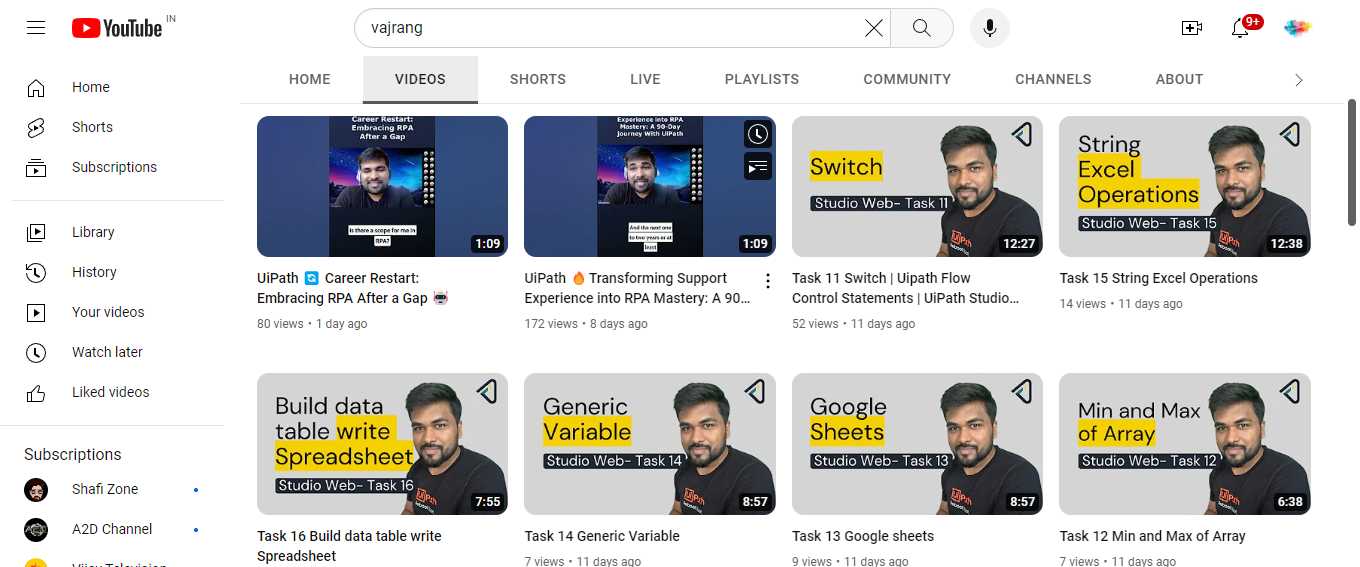 YouTube IN
vajrang
9+
Home
Shorts
Subscriptions
Library
History
Your videos
Watch later
Liked videos
Subscriptions
Shafi Zone
A2D Channel
Vijay Television
HOME VIDEOS SHORTS LIVE PLAYLISTS COMMUNITY CHANNELS ABOUT
Career Restart:
Embracing RPA
After a Gap
Is there a scope for me in
RPA?
1:09
UiPath 🔄 Career Restart:
Embracing RPA After a Gap 🤖
80 views • 1 day ago
Experience into RPA
Mastery: A 90-Day
Journey With UiPath
And the next one
to two years or at
least
1:09
UiPath 🔥 Transforming Support
Experience into RPA Mastery: A 90...
172 views • 8 days ago
Switch
Studio Web- Task 11
UiPath
12:27
Task 11 Switch | Uipath Flow
Control Statements | UiPath Studio...
52 views • 11 days ago
String
Excel
Operations
Studio Web- Task 15
UiPath
12:38
Task 15 String Excel Operations
14 views • 11 days ago
Build data
table write
Spreadsheet
Studio Web- Task 16
UiPath
7:55
Task 16 Build data table write
Spreadsheet
Generic
Variable
Studio Web- Task 14
UiPath
8:57
Task 14 Generic Variable
7 views • 11 days ago
Google
Sheets
Studio Web- Task 13
UiPath
8:57
Task 13 Google sheets
9 views • 11 days ago
Min and Max
of Array
Studio Web- Task 12
UiPath
6:38
Task 12 Min and Max of Array
7 views • 11 days ago